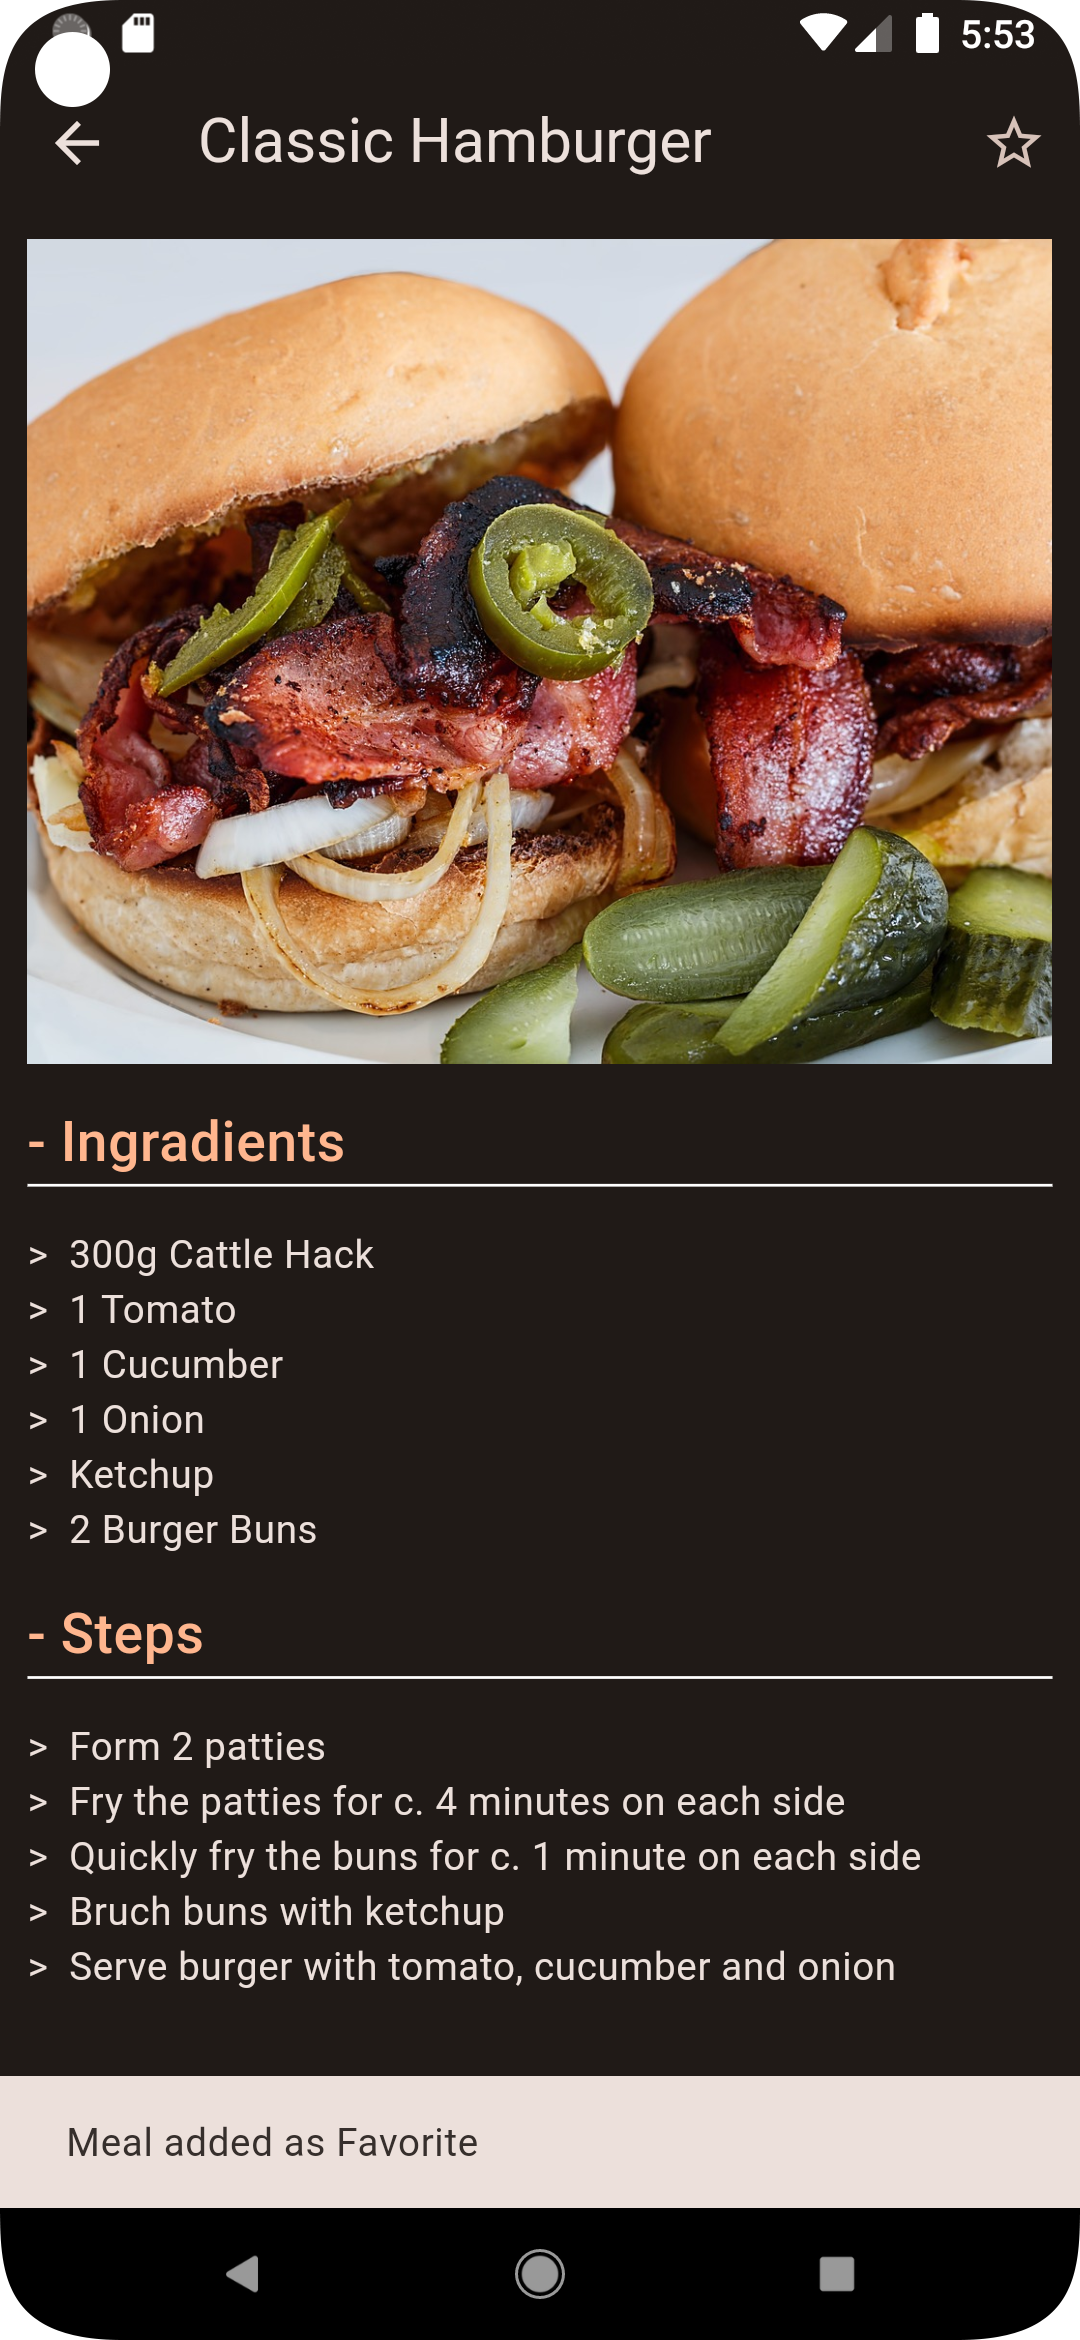 5:53
Classic Hamburger
- Ingradients
> 300g Cattle Hack
> 1 Tomato
> 1 Cucumber
> 1 Onion
> Ketchup
> 2 Burger Buns
- Steps
> Form 2 patties
> Fry the patties for c. 4 minutes on each side
> Quickly fry the buns for c. 1 minute on each side
> Bruch buns with ketchup
> Serve burger with tomato, cucumber and onion
Meal added as Favorite